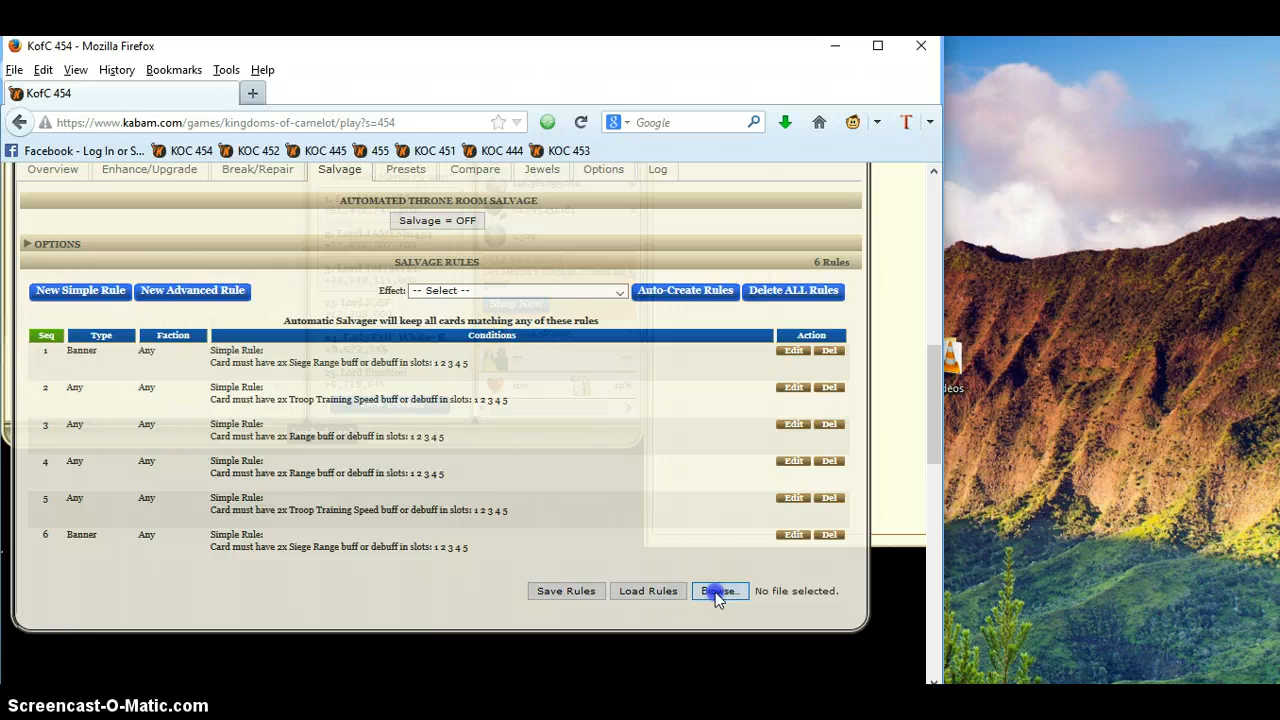 KofC 454 - Mozilla Firefox
File Edit View History Bookmarks Tools Help
KofC 454
https://www.kabam.com/games/kingdoms-of-camelot/play?s=454
Google
Facebook - Log In or S... KOC 454 KOC 452 KOC 445 455 KOC 451 KOC 444 KOC 453
Overview Enhance/Upgrade Break/Repair Salvage Presets Compare Jewels Options Log
AUTOMATED THRONE ROOM SALVAGE
Salvage = OFF
OPTIONS
SALVAGE RULES 6 Rules
New Simple Rule New Advanced Rule Effect: -- Select -- Auto-Create Rules Delete ALL Rules
Automatic Salvager will keep all cards matching any of these rules
Seq Type Faction Conditions Action
1 Banner Any Simple Rule: Edit Del
Card must have 2x Siege Range buff or debuff in slots: 1 2 3 4 5
2 Any Any Simple Rule: Edit Del
Card must have 2x Troop Training Speed buff or debuff in slots: 1 2 3 4 5
3 Any Any Simple Rule: Edit Del
Card must have 2x Range buff or debuff in slots: 1 2 3 4 5
4 Any Any Simple Rule: Edit Del
Card must have 2x Range buff or debuff in slots: 1 2 3 4 5
5 Any Any Simple Rule: Edit Del
Card must have 2x Troop Training Speed buff or debuff in slots: 1 2 3 4 5
6 Banner Any Simple Rule: Edit Del
Card must have 2x Siege Range buff or debuff in slots: 1 2 3 4 5
Save Rules Load Rules Browse... No file selected.
deos
Screencast-O-Matic.com